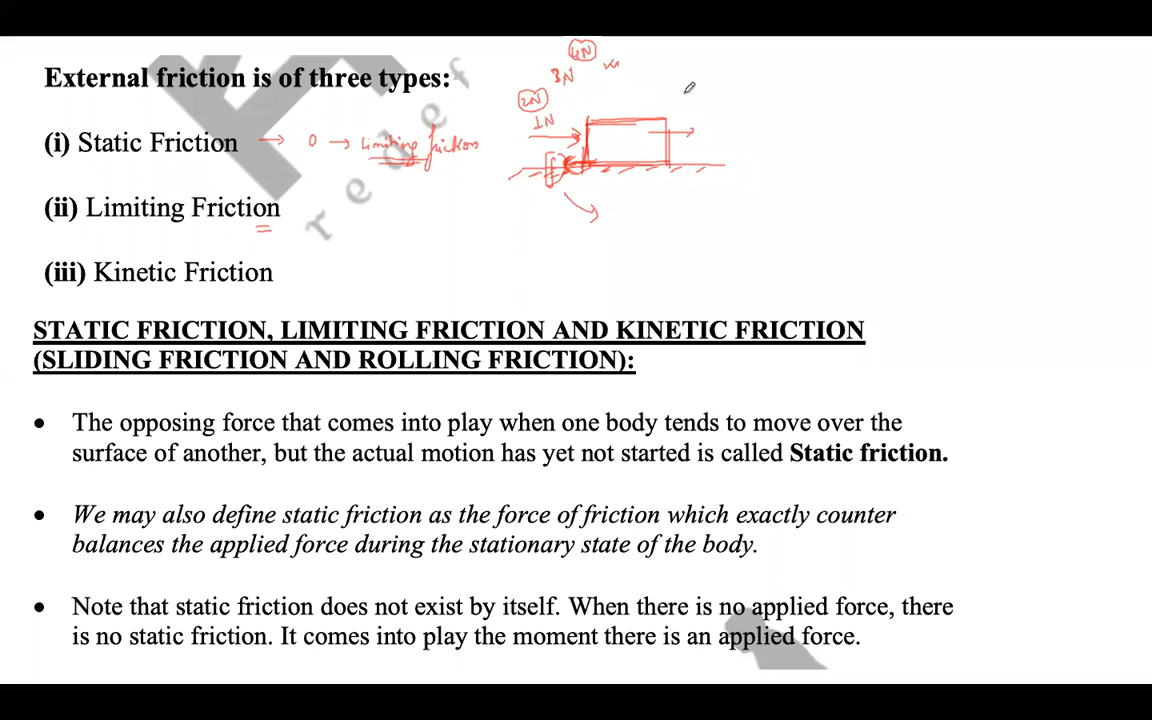 4N
External friction is of three types:
3N
2N
1N
(i) Static Friction → 0 → Limiting friction
(ii) Limiting Friction
(iii) Kinetic Friction
STATIC FRICTION, LIMITING FRICTION AND KINETIC FRICTION
(SLIDING FRICTION AND ROLLING FRICTION):
• The opposing force that comes into play when one body tends to move over the
surface of another, but the actual motion has yet not started is called Static friction.
• We may also define static friction as the force of friction which exactly counter
balances the applied force during the stationary state of the body.
• Note that static friction does not exist by itself. When there is no applied force, there
is no static friction. It comes into play the moment there is an applied force.